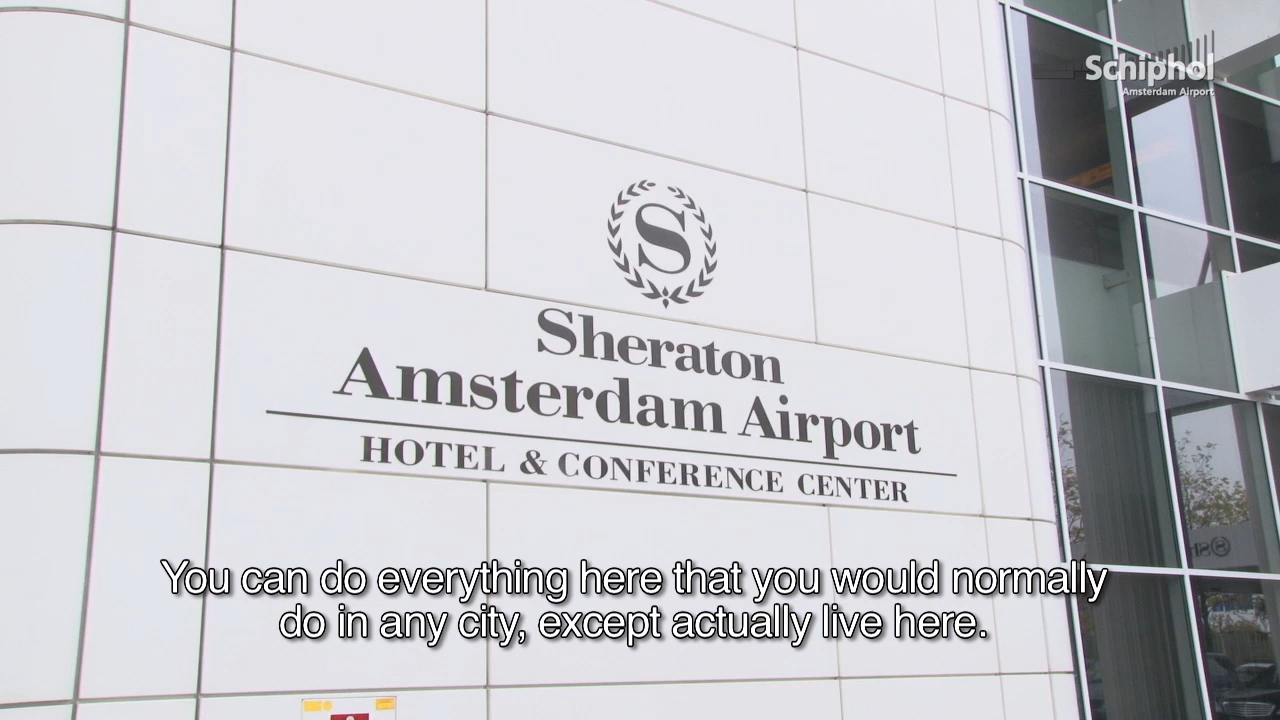 Schiphol
Amsterdam Airport
S
Sheraton
Amsterdam Airport
HOTEL & CONFERENCE CENTER
You can do everything here that you would normally
do in any city, except actually live here.